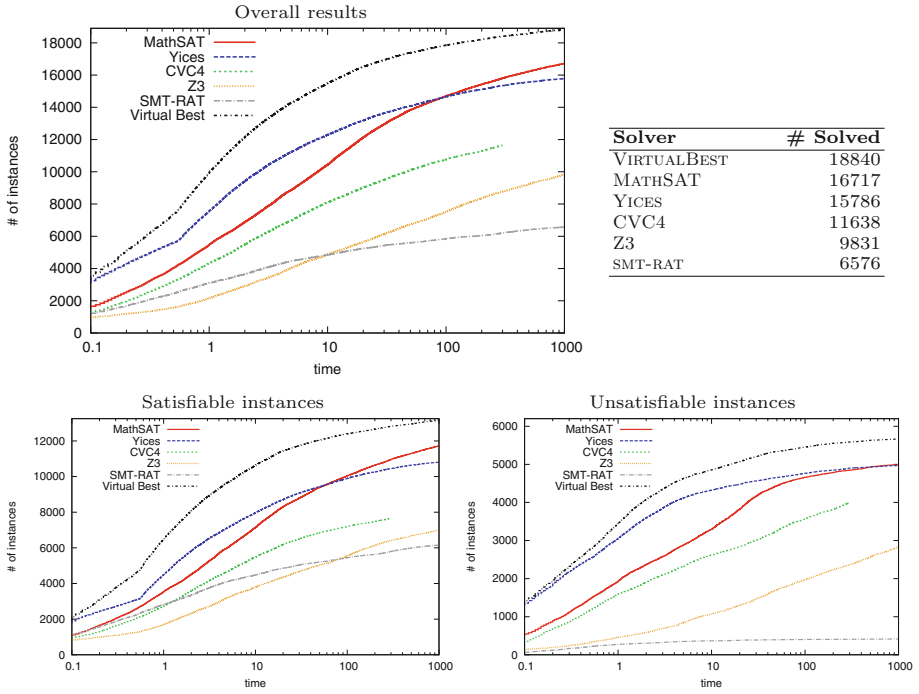 Overall results
18000
16000
14000
12000
10000
8000
6000
4000
2000
0
# of instances
MathSAT
Yices
CVC4
Z3
SMT-RAT
Virtual Best
0.1 1 10 100 1000
time
Solver # Solved
VIRTUALBEST 18840
MATHSAT 16717
YICES 15786
CVC4 11638
Z3 9831
SMT-RAT 6576
Satisfiable instances
12000
10000
8000
6000
4000
2000
0
# of instances
MathSAT
Yices
CVC4
Z3
SMT-RAT
Virtual Best
0.1 1 10 100 1000
time
Unsatisfiable instances
6000
5000
4000
3000
2000
1000
0
# of instances
MathSAT
Yices
CVC4
Z3
SMT-RAT
Virtual Best
0.1 1 10 100 1000
time